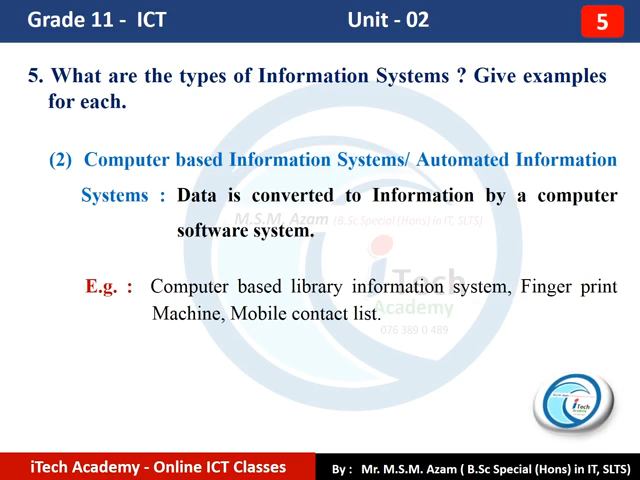 Grade 11 - ICT
Unit - 02
5
5. What are the types of Information Systems ? Give examples
for each.
(2) Computer based Information Systems/ Automated Information
Systems : Data is converted to Information by a computer
M.S.M. Azam (B.Sc.Special (Hons) in IT, SLTS)
software system.
iTech
Academy
E.g. : Computer based library information system, Finger print
Machine, Mobile contact list.
076 389 0 489
iTech
Academy
iTech Academy - Online ICT Classes
By : Mr. M.S.M. Azam ( B.Sc Special (Hons) in IT, SLTS)